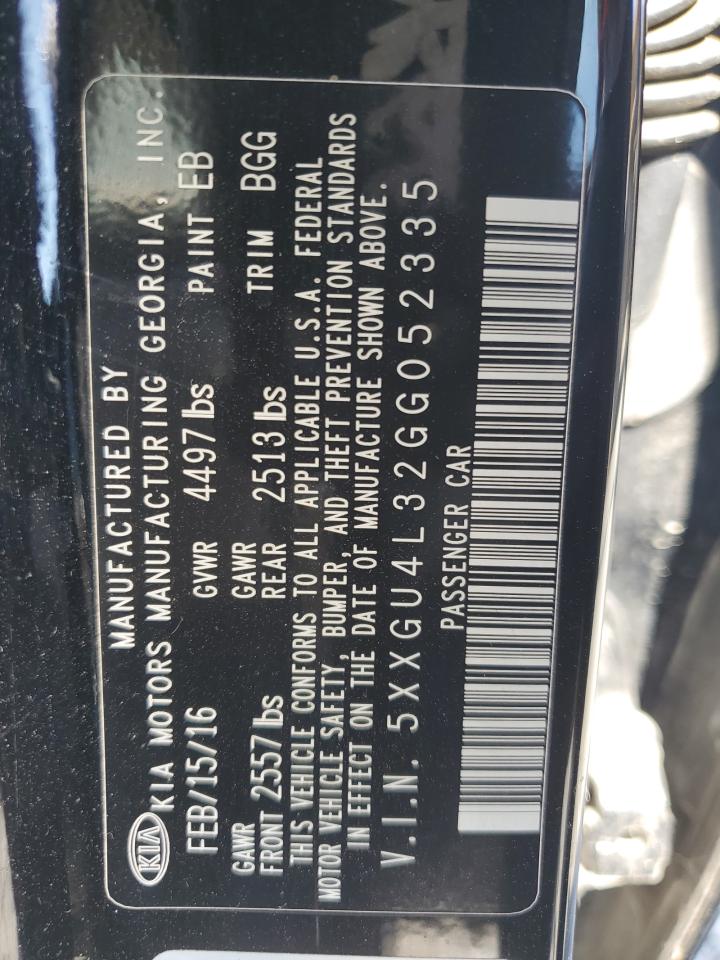 MANUFACTURED BY
KIA KIA MOTORS MANUFACTURING GEORGIA, INC.
FEB/15/16 GVWR 4497 lbs PAINT EB
GAWR GAWR
FRONT 2557 lbs REAR 2513 lbs TRIM BGG
THIS VEHICLE CONFORMS TO ALL APPLICABLE U.S.A. FEDERAL
MOTOR VEHICLE SAFETY, BUMPER, AND THEFT PREVENTION STANDARDS
IN EFFECT ON THE DATE OF MANUFACTURE SHOWN ABOVE.
V.I.N. 5XXGU4L32GG052335
PASSENGER CAR